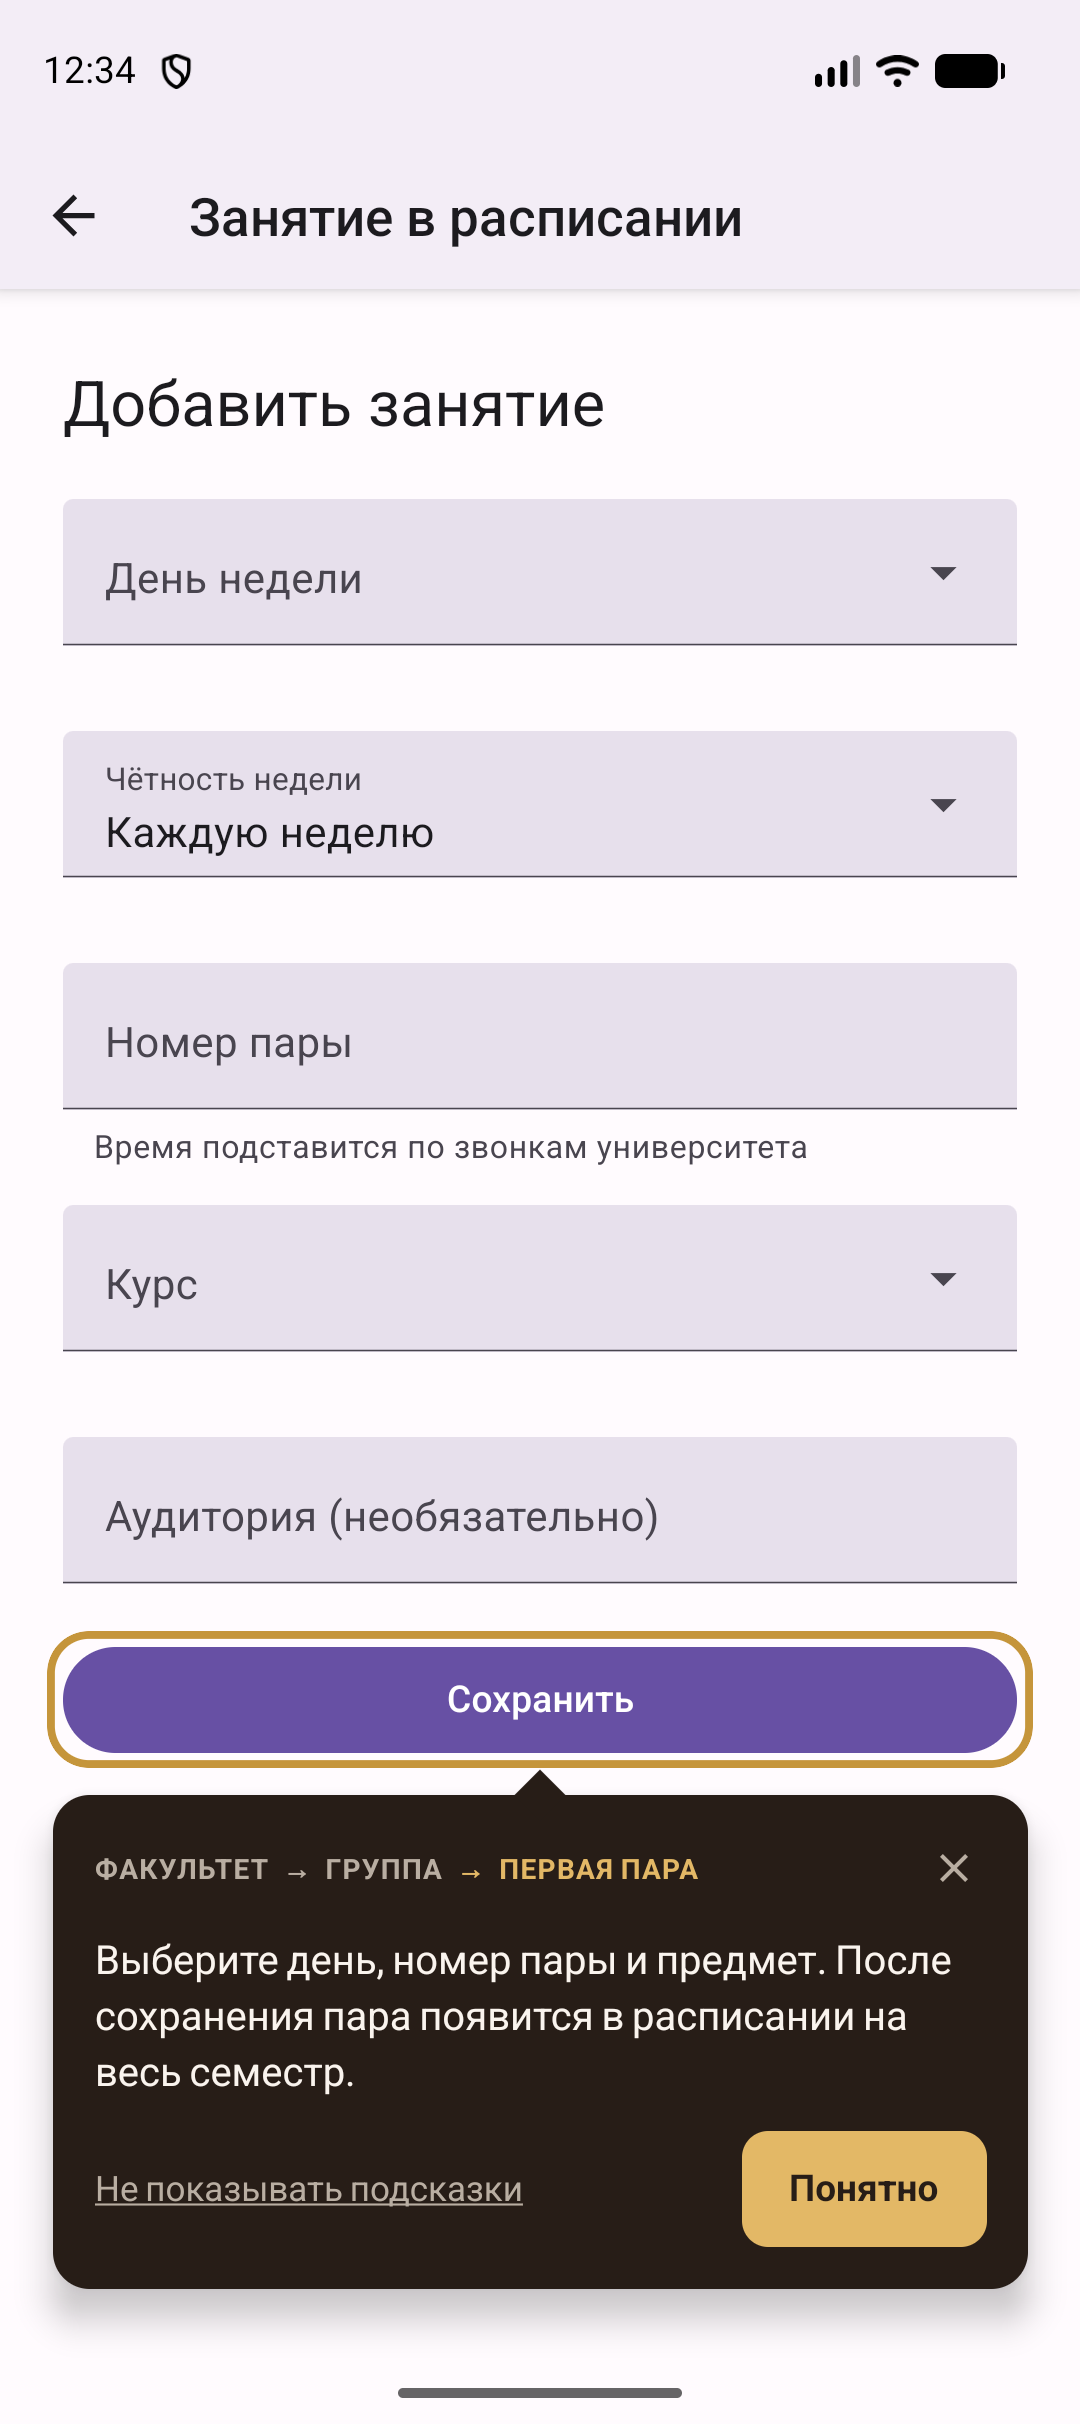 12:34
Занятие в расписании
Добавить занятие
День недели
Чётность недели
Каждую неделю
Номер пары
Время подставится по звонкам университета
Курс
Аудитория (необязательно)
Сохранить
ФАКУЛЬТЕТ → ГРУППА → ПЕРВАЯ ПАРА
Выберите день, номер пары и предмет. После
сохранения пара появится в расписании на
весь семестр.
Не показывать подсказки
Понятно